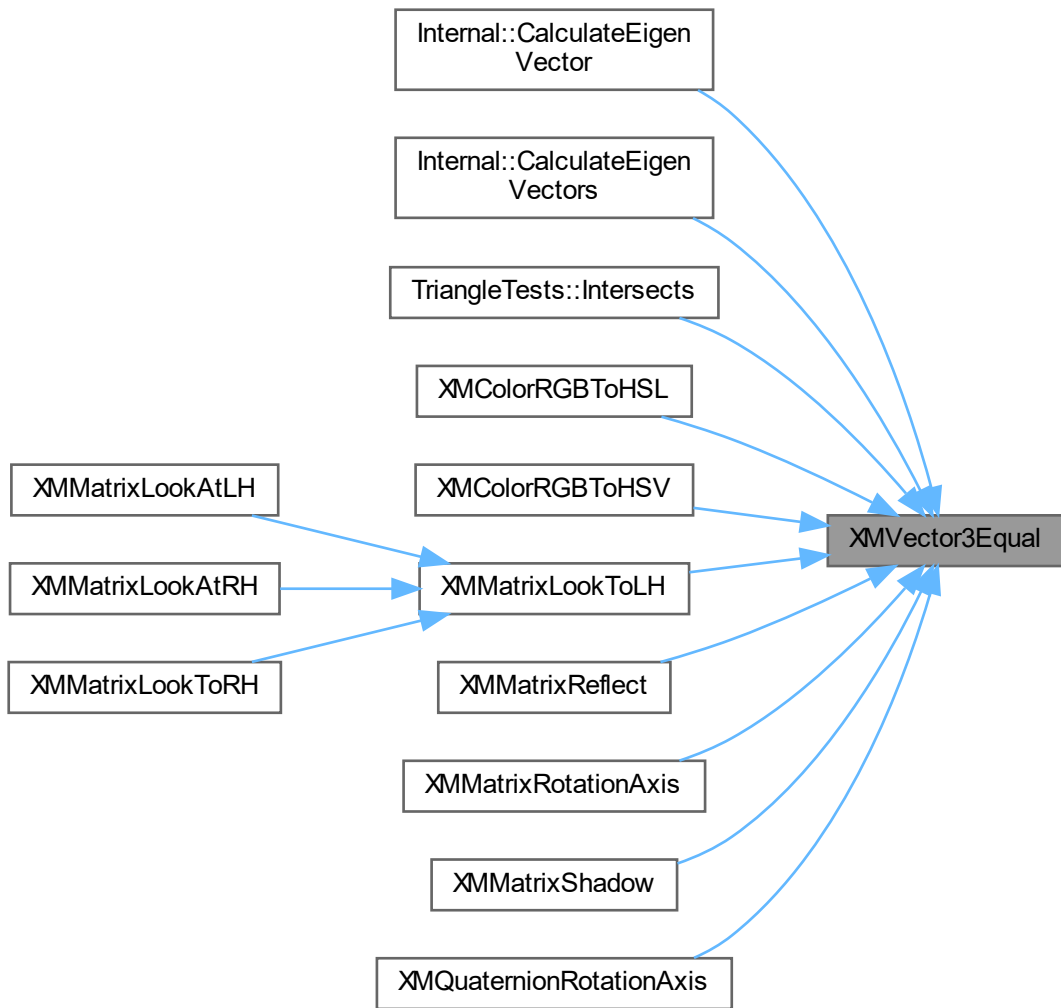 Internal::CalculateEigen
Vector
Internal::CalculateEigen
Vectors
TriangleTests::Intersects
XMColorRGBToHSL
XMColorRGBToHSV
XMMatrixLookAtLH
XMMatrixLookAtRH
XMMatrixLookToRH
XMMatrixLookToLH
XMVector3Equal
XMMatrixReflect
XMMatrixRotationAxis
XMMatrixShadow
XMQuaternionRotationAxis